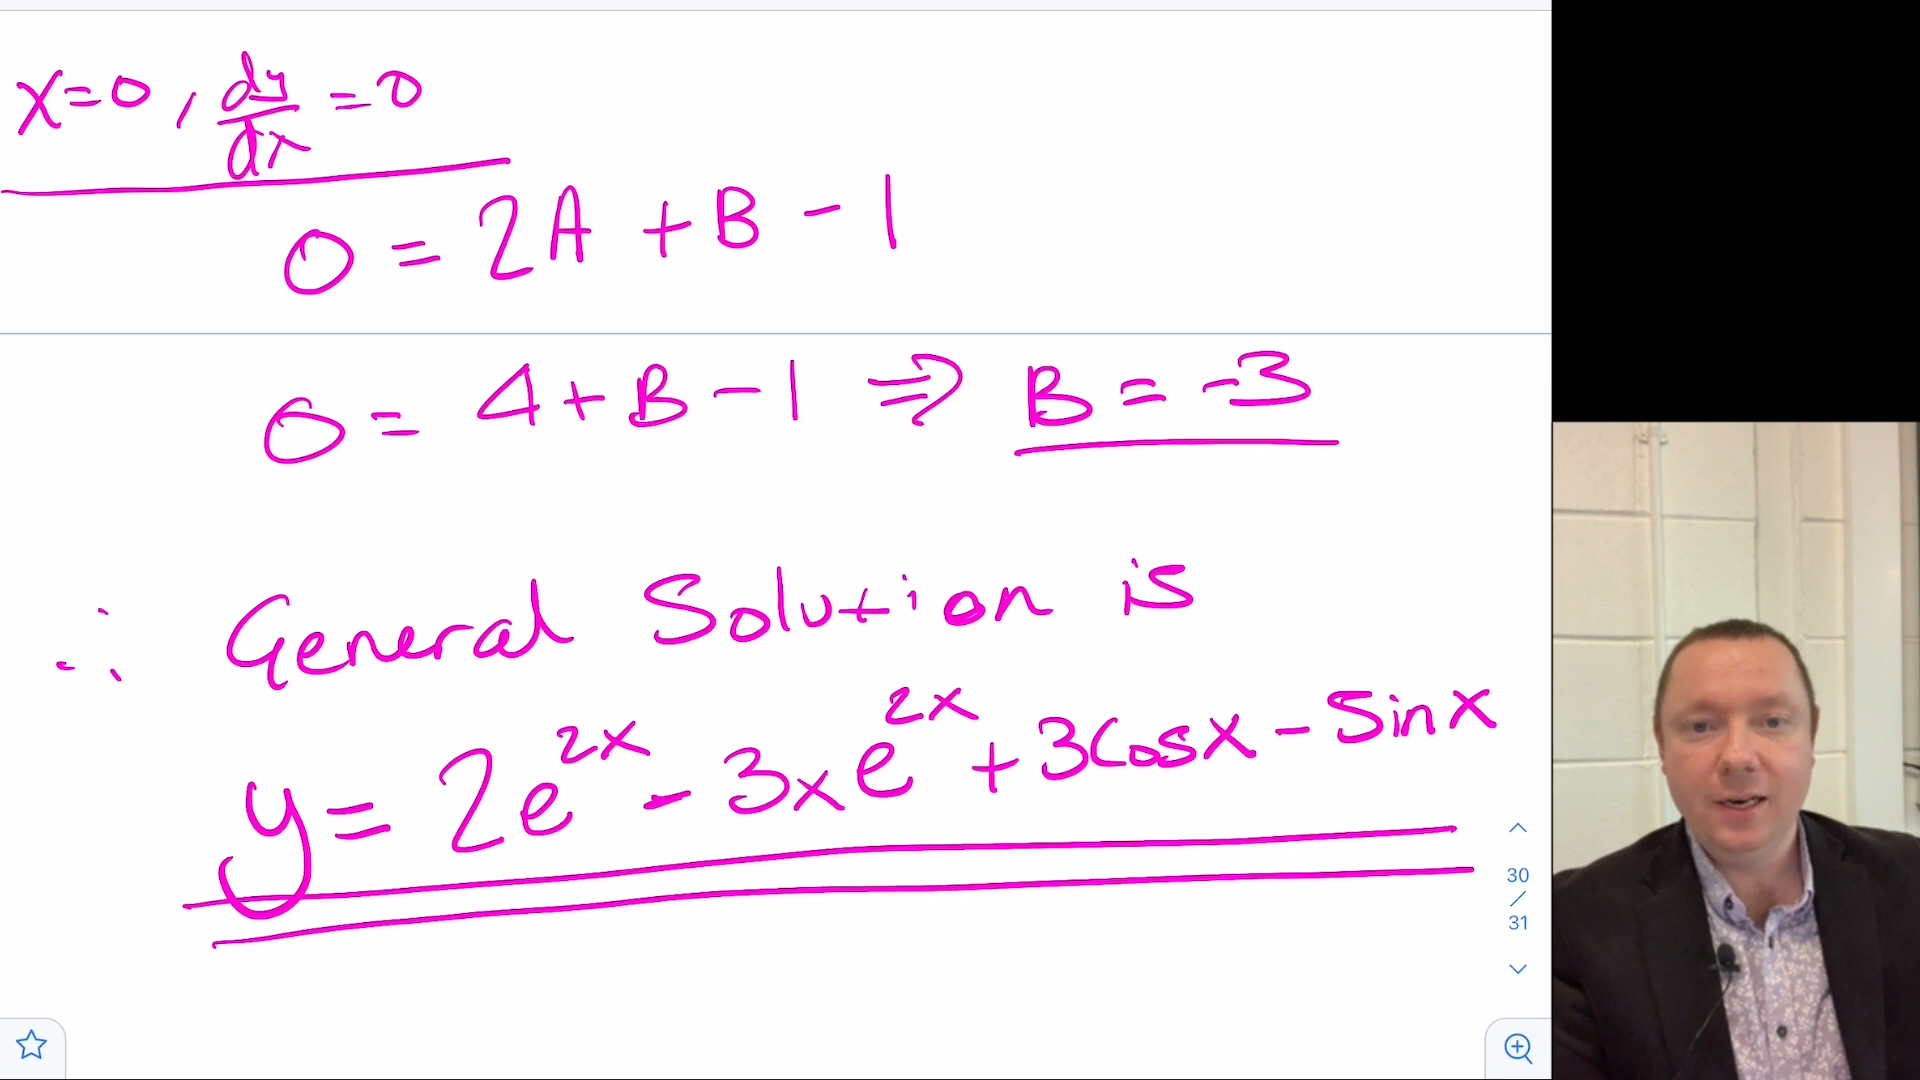 x=0, dy/dx =0
0 = 2A + B - 1
0 = 4 + B - 1 ⇒ B = -3
∴ General Solution is
y = 2e^2x - 3xe^2x + 3cosx - sinx
30
/
31